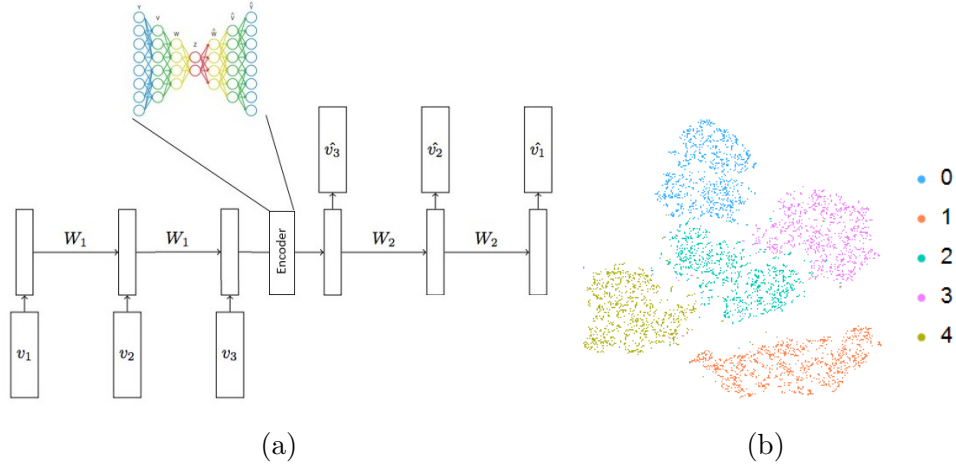 Y
V
W
Z
Ŵ
V̂
Ŷ
v̂₃
v̂₂
v̂₁
W₁
W₁
Encoder
W₂
W₂
v₁
v₂
v₃
0
1
2
3
4
(a)
(b)